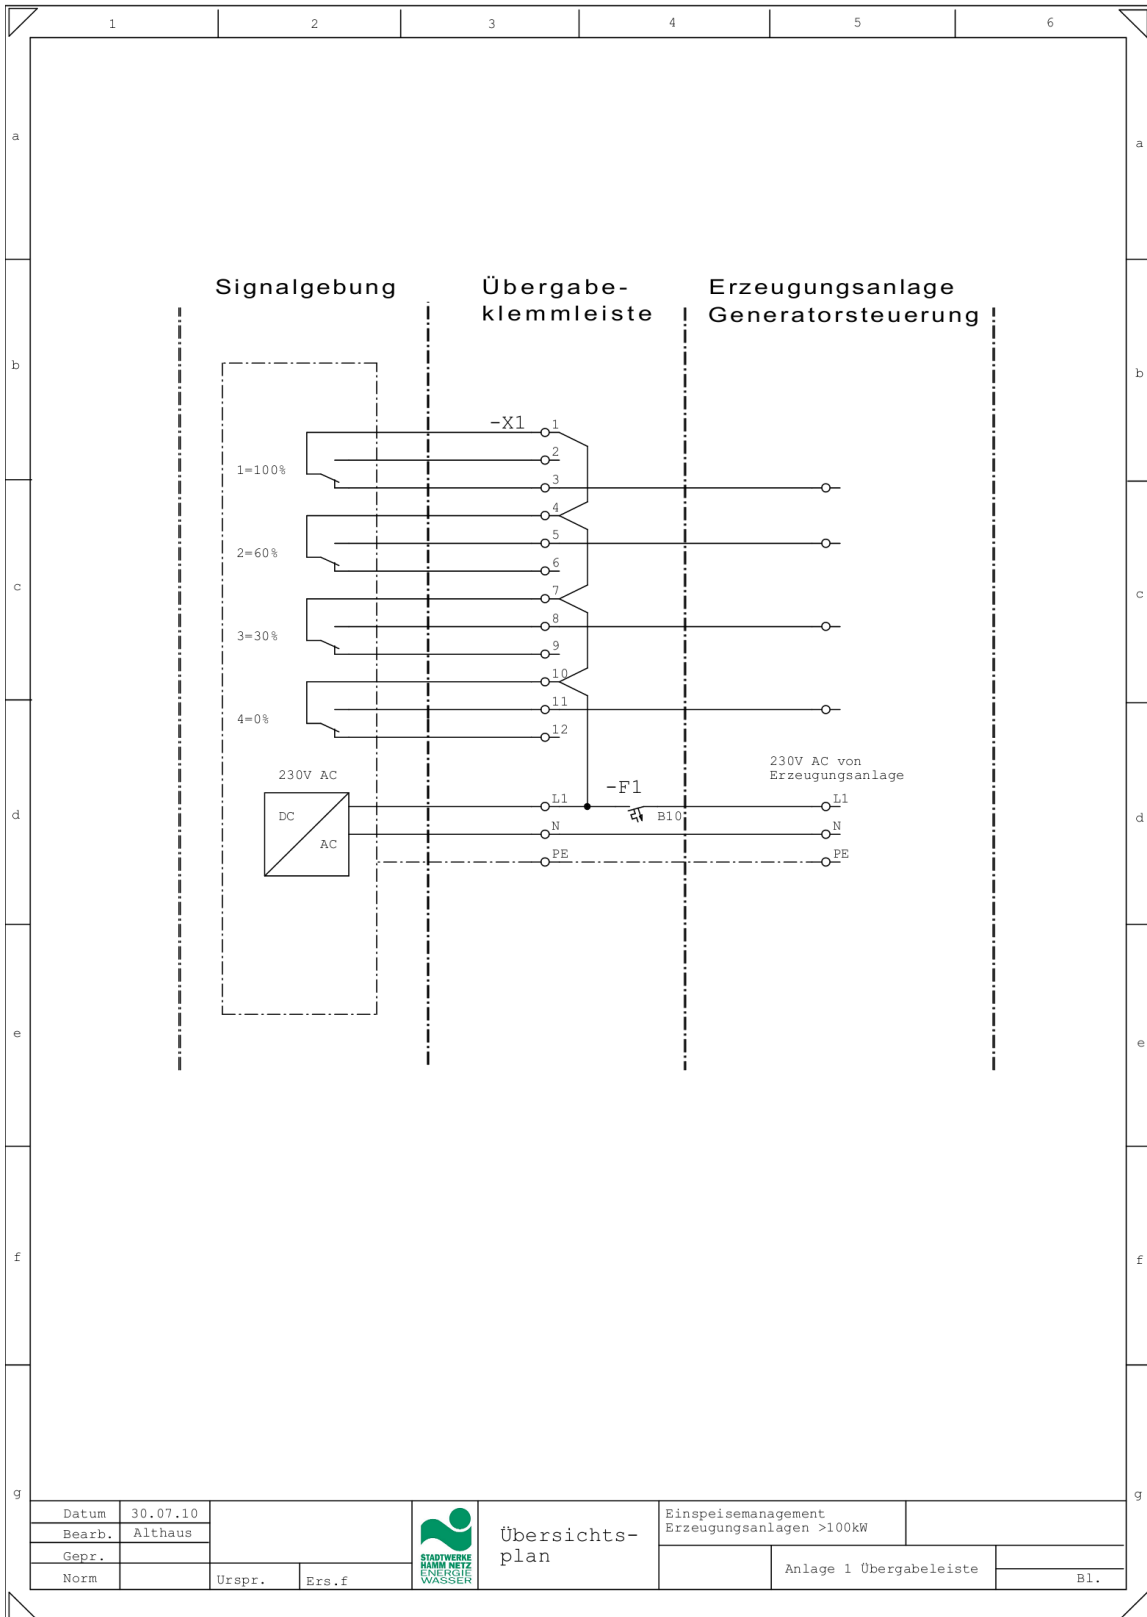 1 2 3 4 5 6
a a
Signalgebung
Übergabe-
klemmleiste
Erzeugungsanlage
Generatorsteuerung
b b
-X1
1
2
1=100%
3
4
5
2=60%
6
c c
7
8
3=30%
9
10
11
4=0%
12
230V AC
230V AC von
Erzeugungsanlage
-F1
L1 L1
DC
B10
d d
N N
AC
PE PE
e e
f f
g g
Datum 30.07.10
Bearb. Althaus
Gepr.
Norm
Urspr. Ers.f
STADTWERKE
HAMM NETZ
ENERGIE
WASSER
Übersichts-
plan
Einspeisemanagement
Erzeugungsanlagen >100kW
Anlage 1 Übergabeleiste
Bl.